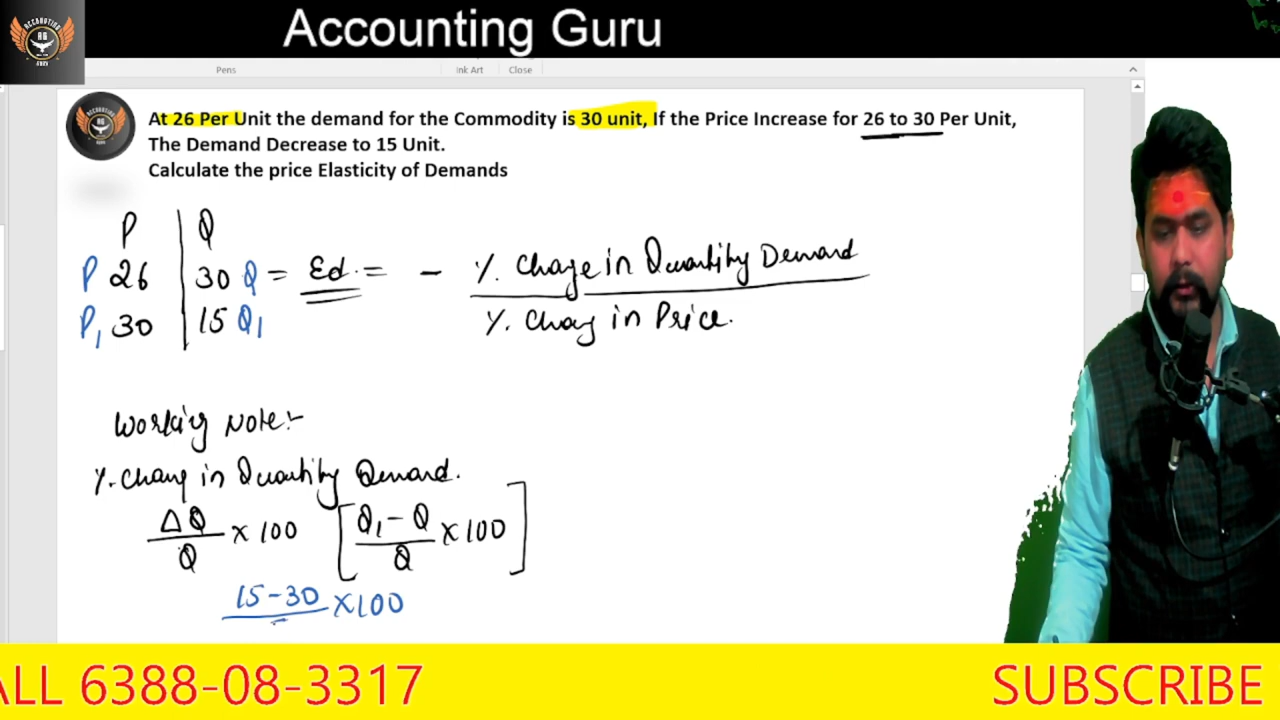 Accounting Guru
ACCOUNTING
AG
GURU
Pens Ink Art Close
At 26 Per Unit the demand for the Commodity is 30 unit, If the Price Increase for 26 to 30 Per Unit,
The Demand Decrease to 15 Unit.
Calculate the price Elasticity of Demands
P | Q
P 26 | 30 Q = Ed = - % Change in Quantity Demand
P1 30 | 15 Q1 % Chang in Price.
Working Note:-
%. Chang in Quantity Demand.
ΔQ/Q × 100 [Q1 - Q/Q × 100]
15-30 × 100
ALL 6388-08-3317 SUBSCRIBE